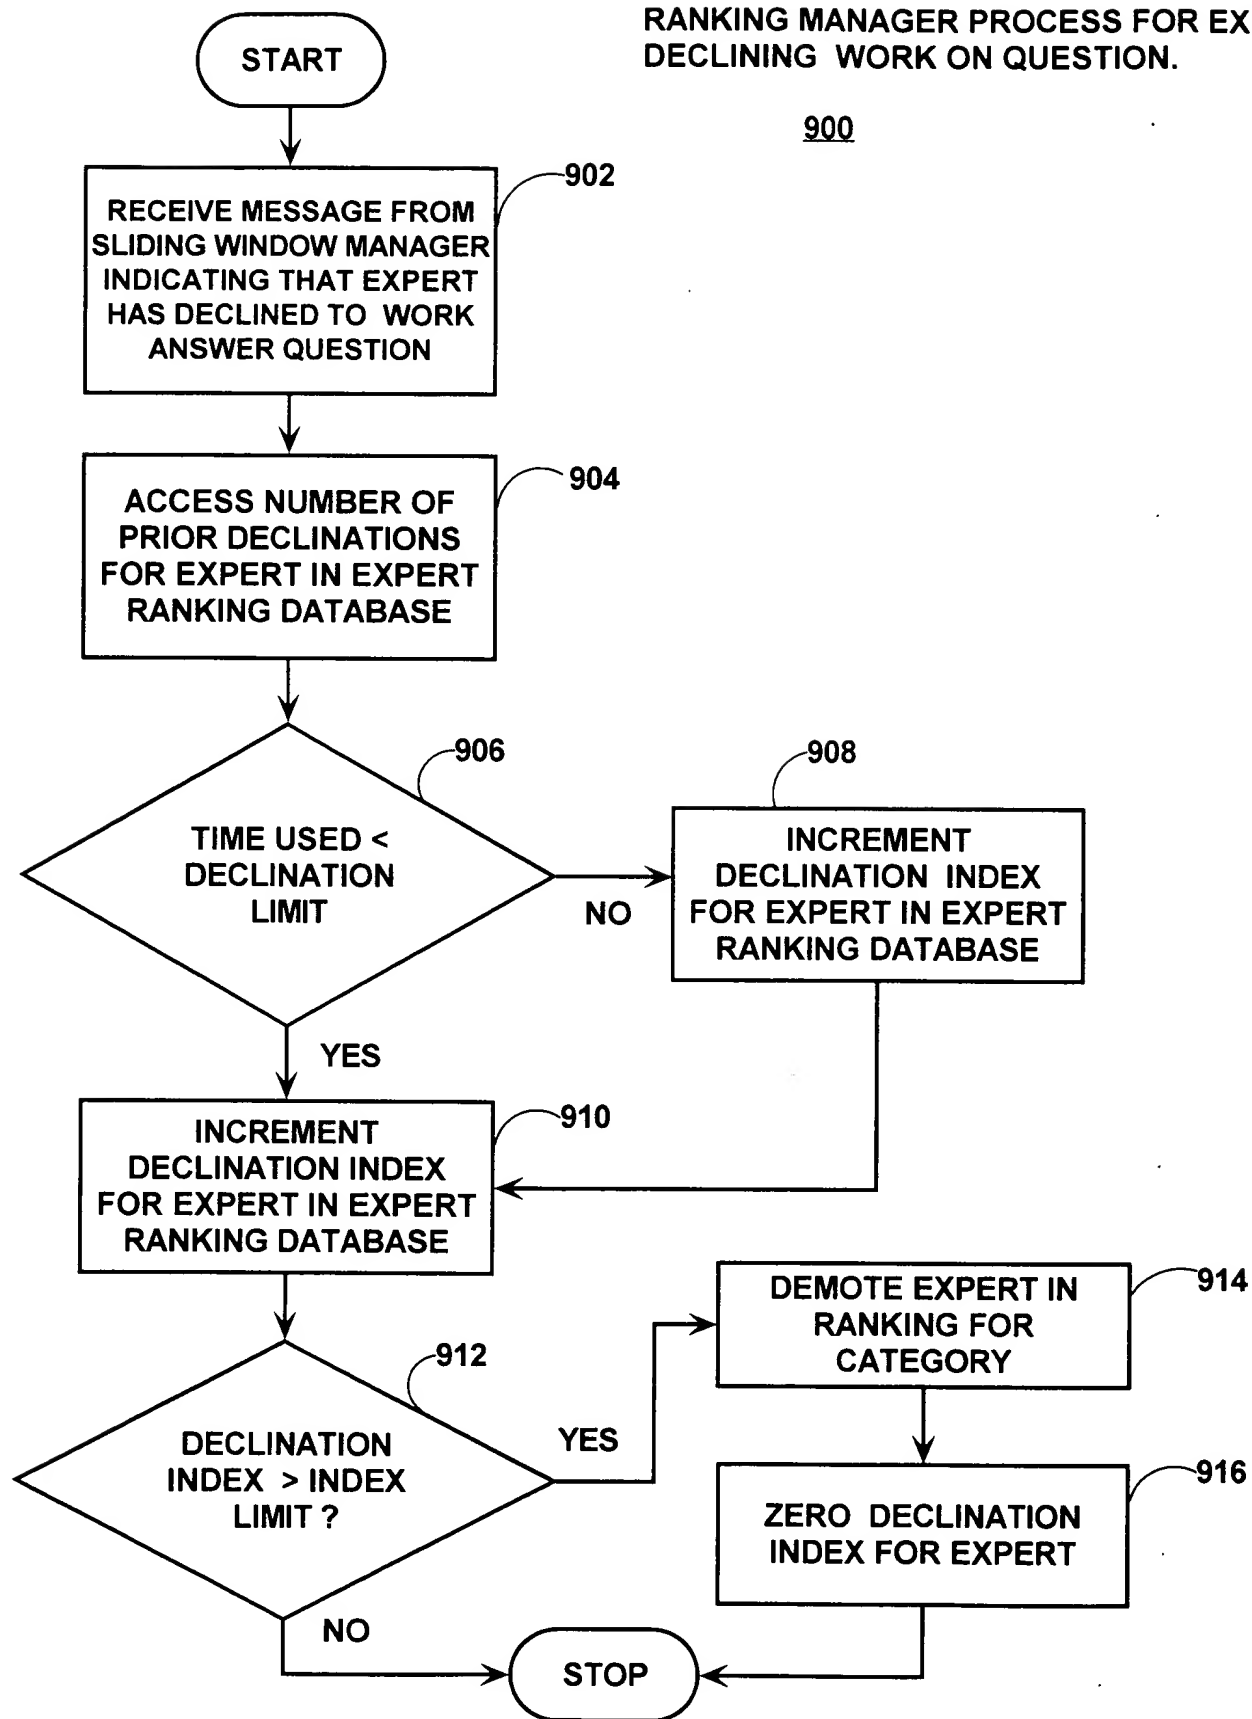 RANKING MANAGER PROCESS FOR EX
DECLINING WORK ON QUESTION.
900
START
902
RECEIVE MESSAGE FROM
SLIDING WINDOW MANAGER
INDICATING THAT EXPERT
HAS DECLINED TO WORK
ANSWER QUESTION
904
ACCESS NUMBER OF
PRIOR DECLINATIONS
FOR EXPERT IN EXPERT
RANKING DATABASE
906
TIME USED <
DECLINATION
LIMIT
NO
908
INCREMENT
DECLINATION INDEX
FOR EXPERT IN EXPERT
RANKING DATABASE
YES
910
INCREMENT
DECLINATION INDEX
FOR EXPERT IN EXPERT
RANKING DATABASE
912
DECLINATION
INDEX > INDEX
LIMIT ?
YES
914
DEMOTE EXPERT IN
RANKING FOR
CATEGORY
916
ZERO DECLINATION
INDEX FOR EXPERT
NO
STOP